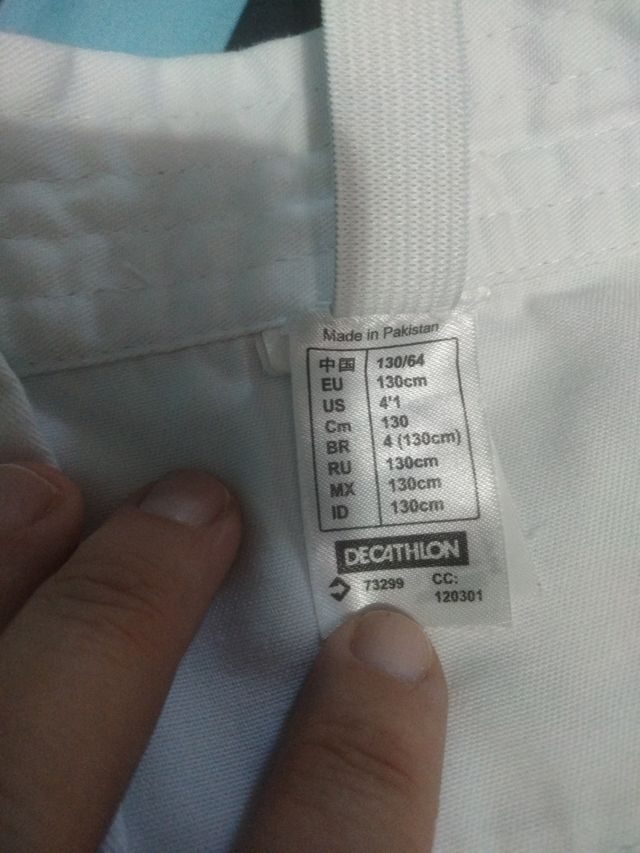 Made in Pakistan
中国 130/64
EU 130cm
US 4'1
Cm 130
BR 4 (130cm)
RU 130cm
MX 130cm
ID 130cm
DECATHLON
73299 CC:
120301